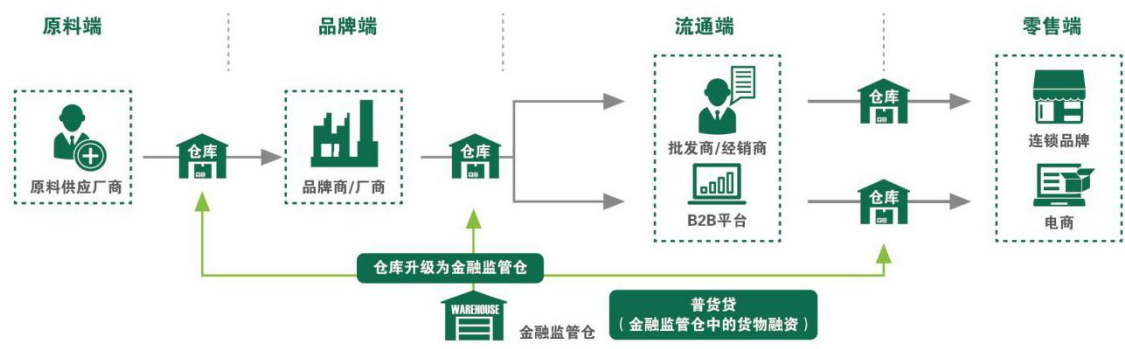 原料端
品牌端
流通端
零售端
原料供应厂商
仓库
品牌商/厂商
仓库
批发商/经销商
B2B平台
仓库
仓库
连锁品牌
电商
仓库升级为金融监管仓
WAREHOUSE
金融监管仓
普货贷
（金融监管仓中的货物融资）